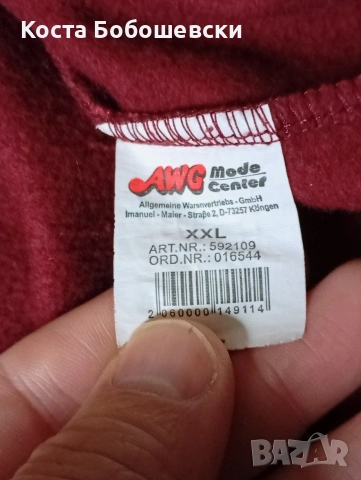 Коста Бобошевски
AWG Mode
Center
Allgemeine Warenvertriebs - GmbH
Imanuel - Maier - Straße 2, D-73257 Köngen
XXL
ART.NR.: 592109
ORD.NR.: 016544
2 060000 149114
BAZAR